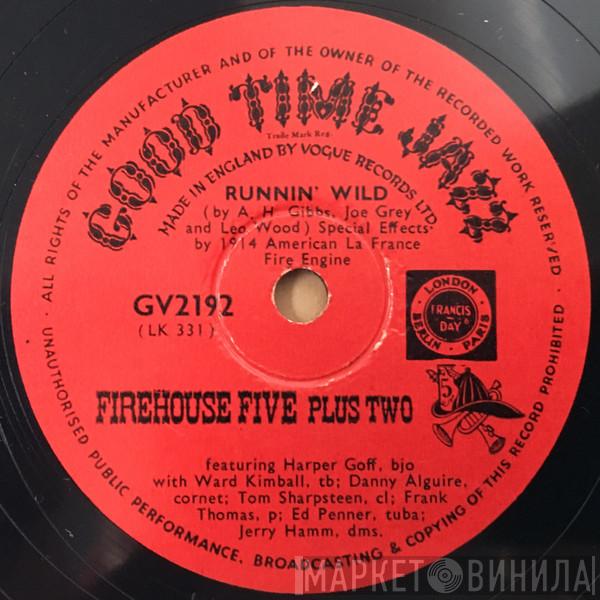 ALL RIGHTS OF THE MANUFACTURER AND OF THE OWNER OF THE RECORDED WORK RESERVED
GOOD TIME JAZZ
Trade Mark Reg.
MADE IN ENGLAND BY VOGUE RECORDS LTD.
RUNNIN' WILD
(by A. H. Gibbs, Joe Grey
and Leo Wood) Special Effects
by 1914 American La France
Fire Engine
GV2192
(LK 331)
LONDON
FRANCIS
DAY
BERLIN · PARIS
FIREHOUSE FIVE PLUS TWO
5
featuring Harper Goff, bjo
with Ward Kimball, tb; Danny Alguire,
cornet; Tom Sharpsteen, cl; Frank
Thomas, p; Ed Penner, tuba;
Jerry Hamm, dms.
UNAUTHORISED PUBLIC PERFORMANCE, BROADCASTING & COPYING OF THIS RECORD PROHIBITED
МАРКЕТ ВИНИЛА